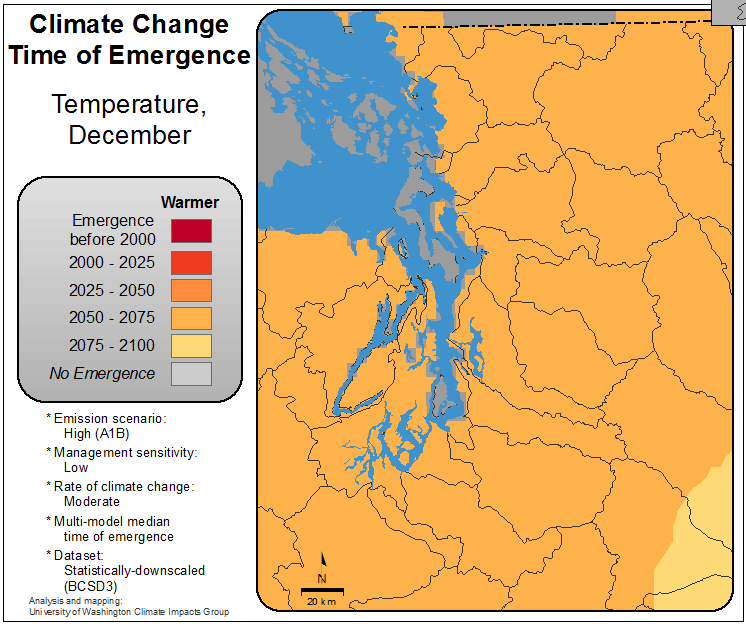 Climate Change
Time of Emergence
Temperature,
December
Warmer
Emergence
before 2000
2000 - 2025
2025 - 2050
2050 - 2075
2075 - 2100
No Emergence
* Emission scenario:
High (A1B)
* Management sensitivity:
Low
* Rate of climate change:
Moderate
* Multi-model median
time of emergence
* Dataset:
Statistically-downscaled
(BCSD3)
Analysis and mapping:
University of Washington Climate Impacts Group
N
20 km